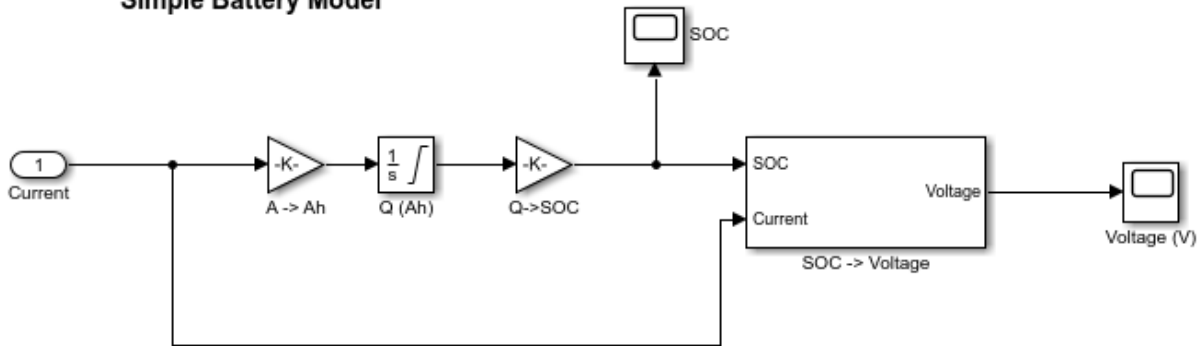 Simple Battery Model
SOC
1
Current
-K-
A -> Ah
1
s
Q (Ah)
-K-
Q->SOC
SOC
Current
Voltage
SOC -> Voltage
Voltage (V)